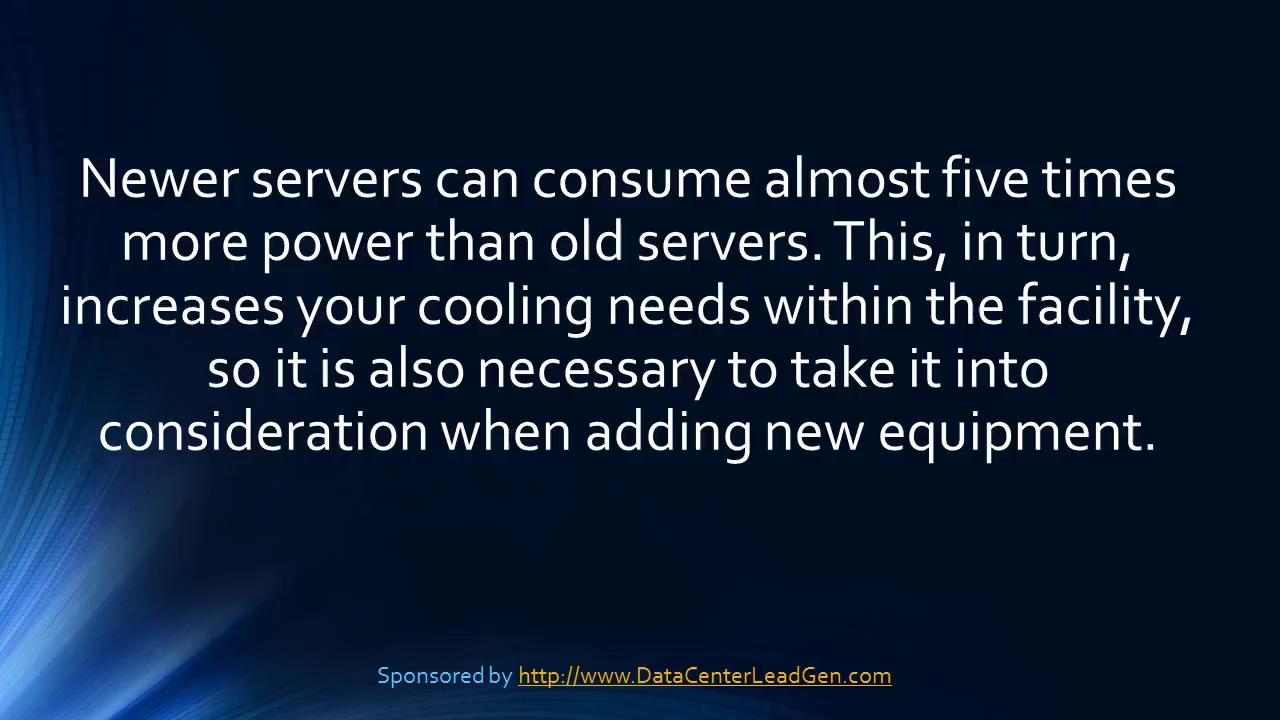 Newer servers can consume almost five times
more power than old servers. This, in turn,
increases your cooling needs within the facility,
so it is also necessary to take it into
consideration when adding new equipment.
Sponsored by http://www.DataCenterLeadGen.com